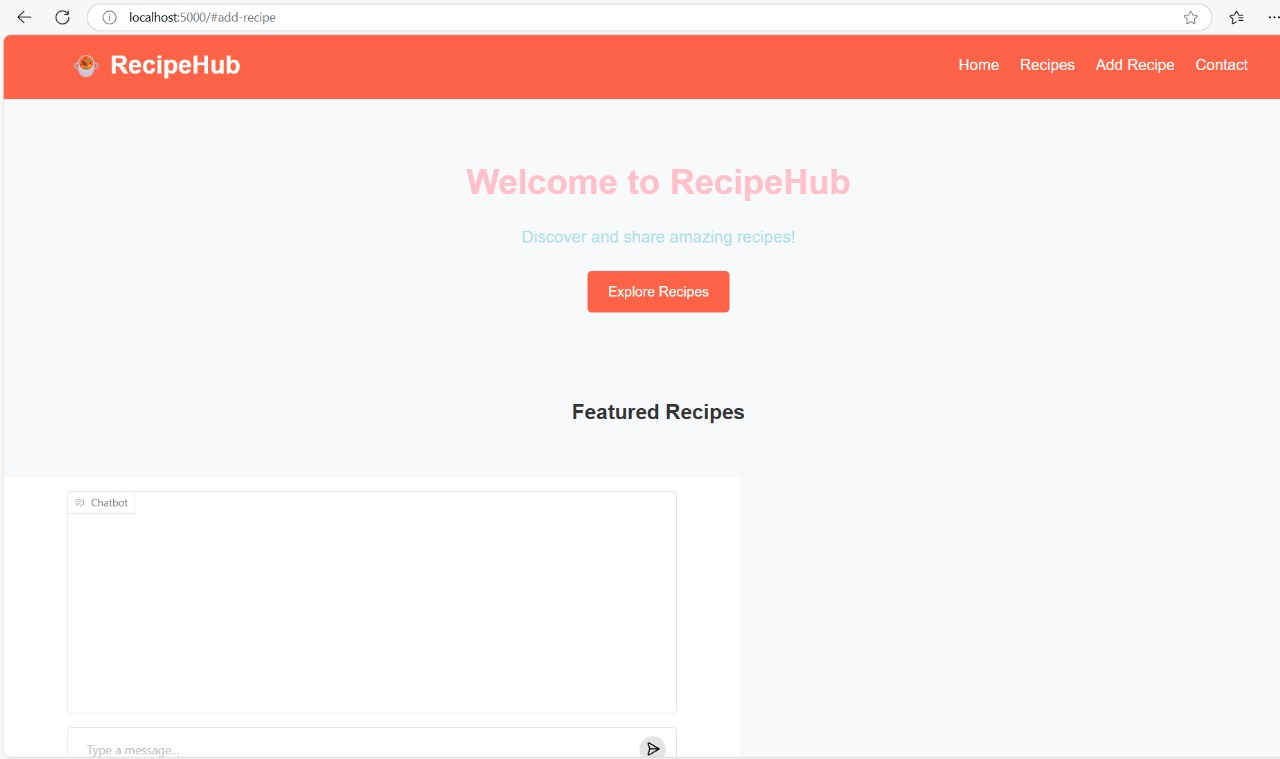 localhost:5000/#add-recipe
RecipeHub
Home Recipes Add Recipe Contact
Welcome to RecipeHub
Discover and share amazing recipes!
Explore Recipes
Featured Recipes
Chatbot
Type a message...